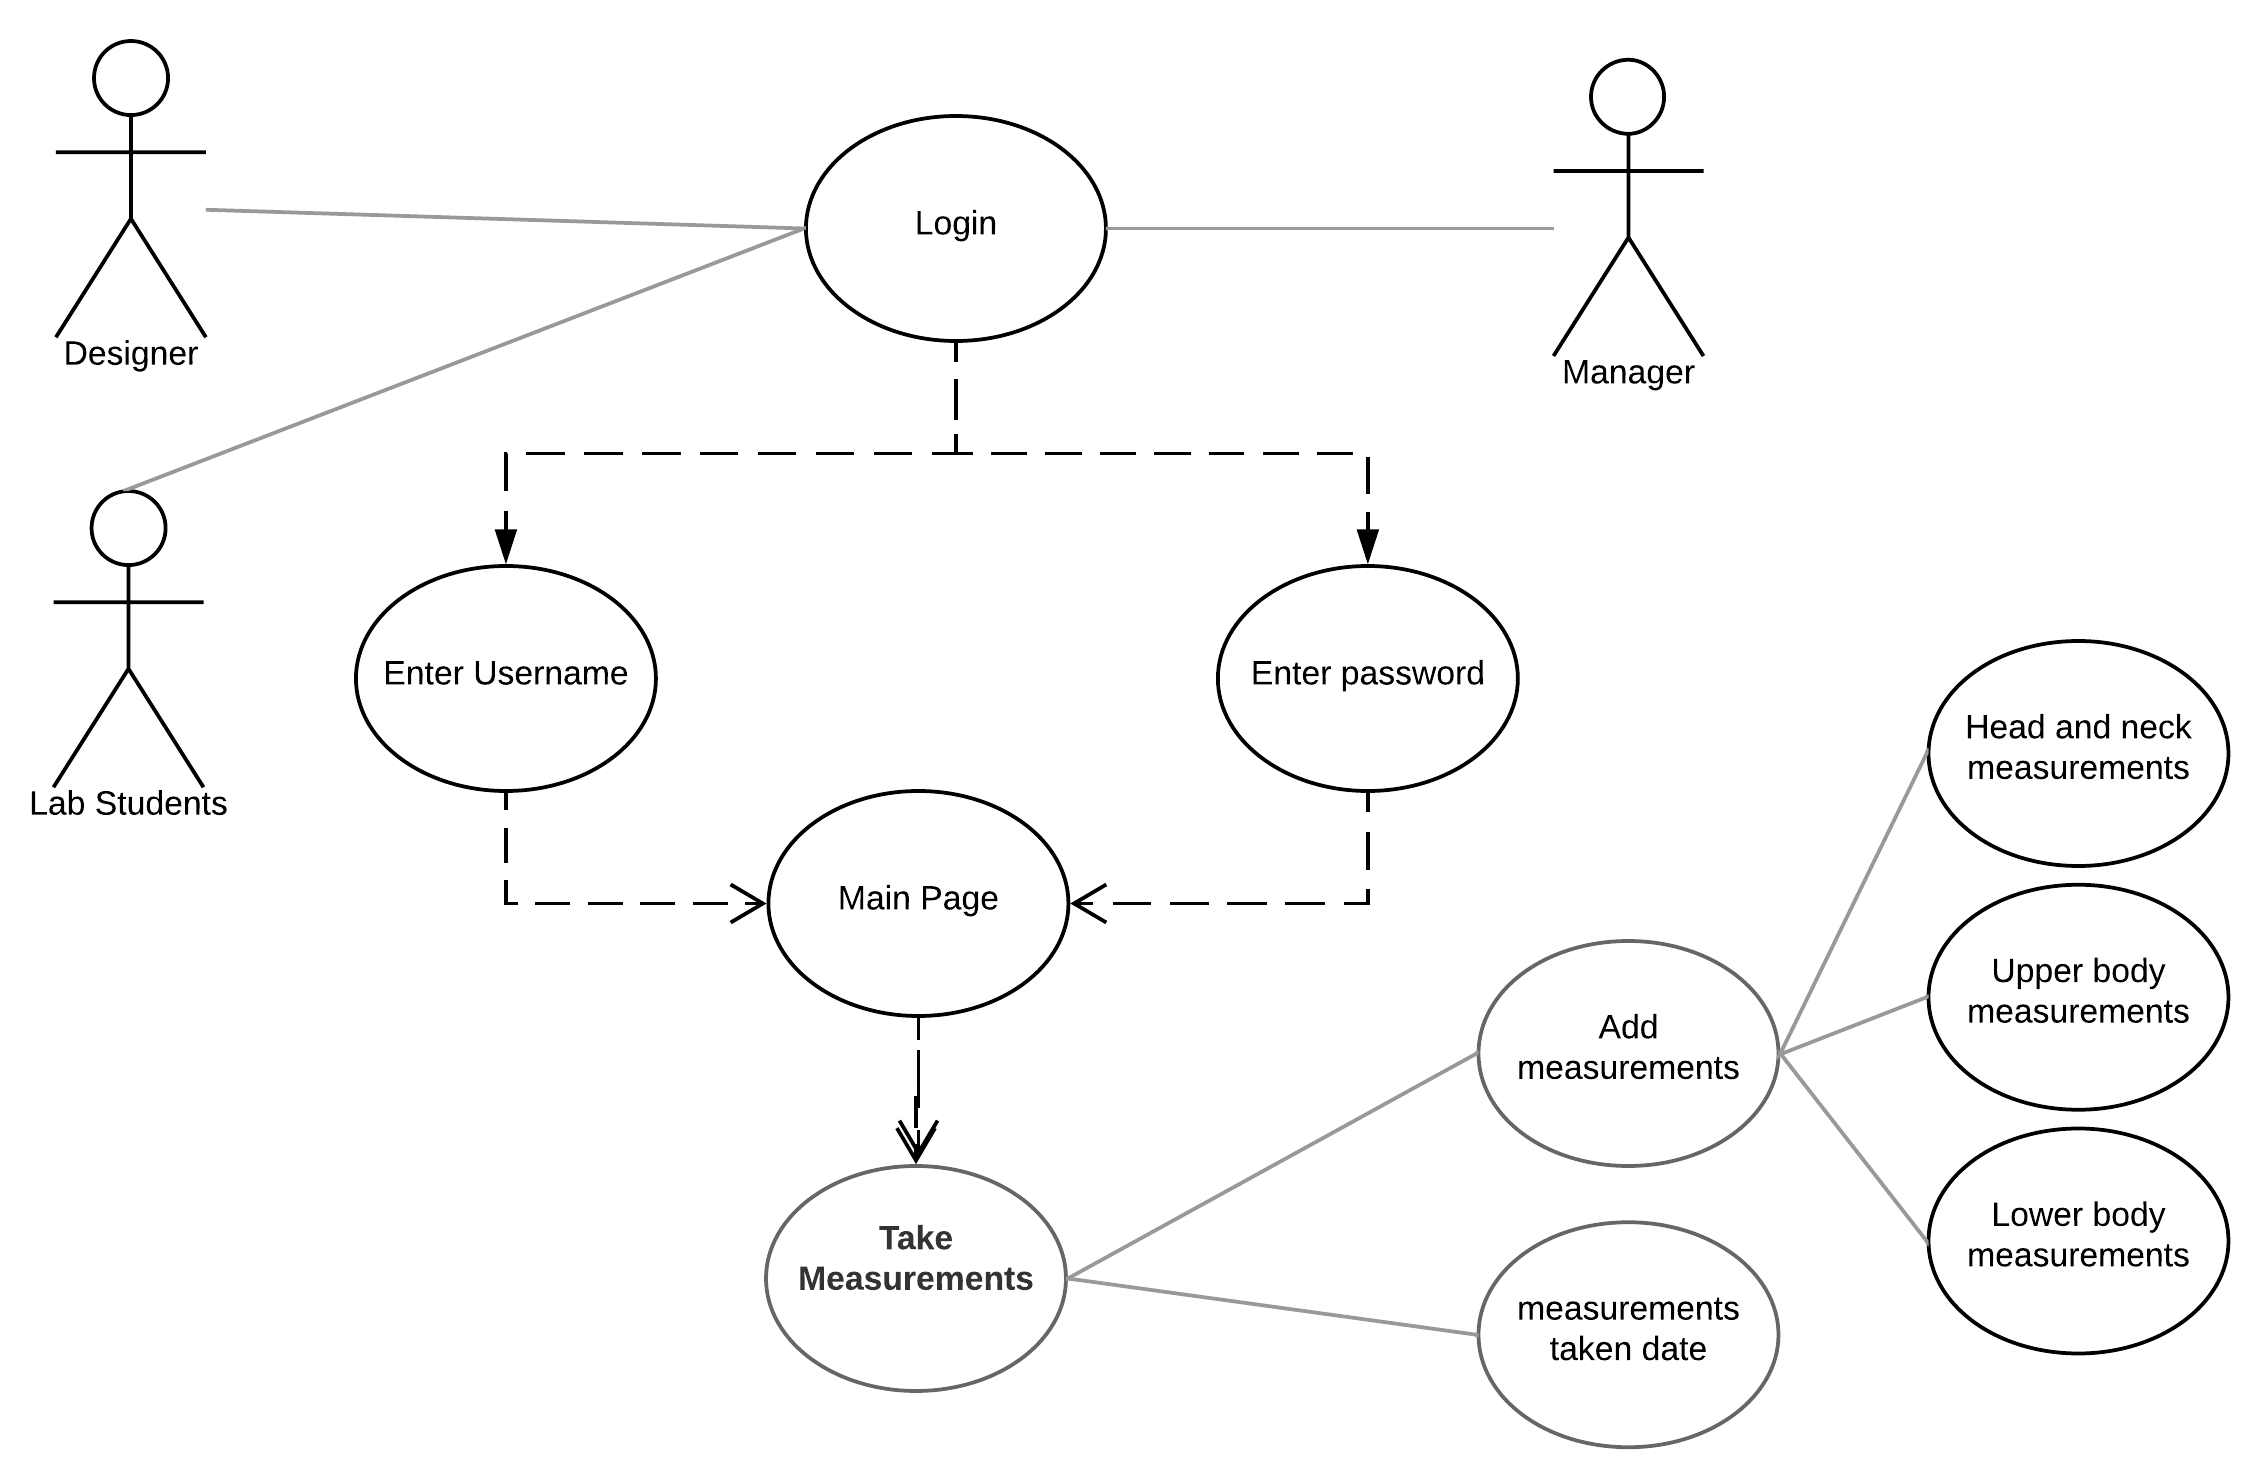 Login
Designer
Manager
Enter Username
Enter password
Lab Students
Head and neck
measurements
Main Page
Upper body
measurements
Add
measurements
Lower body
measurements
Take
Measurements
measurements
taken date